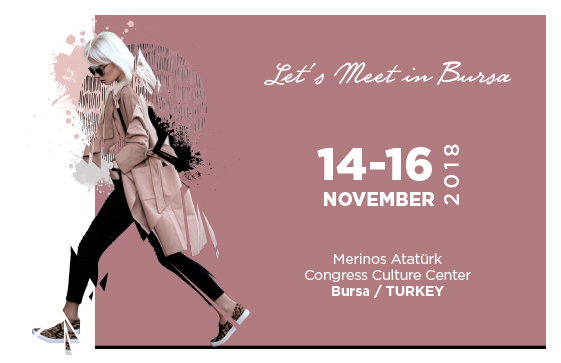 Let's Meet in Bursa
14-16
NOVEMBER
2018
Merinos Atatürk
Congress Culture Center
Bursa / TURKEY